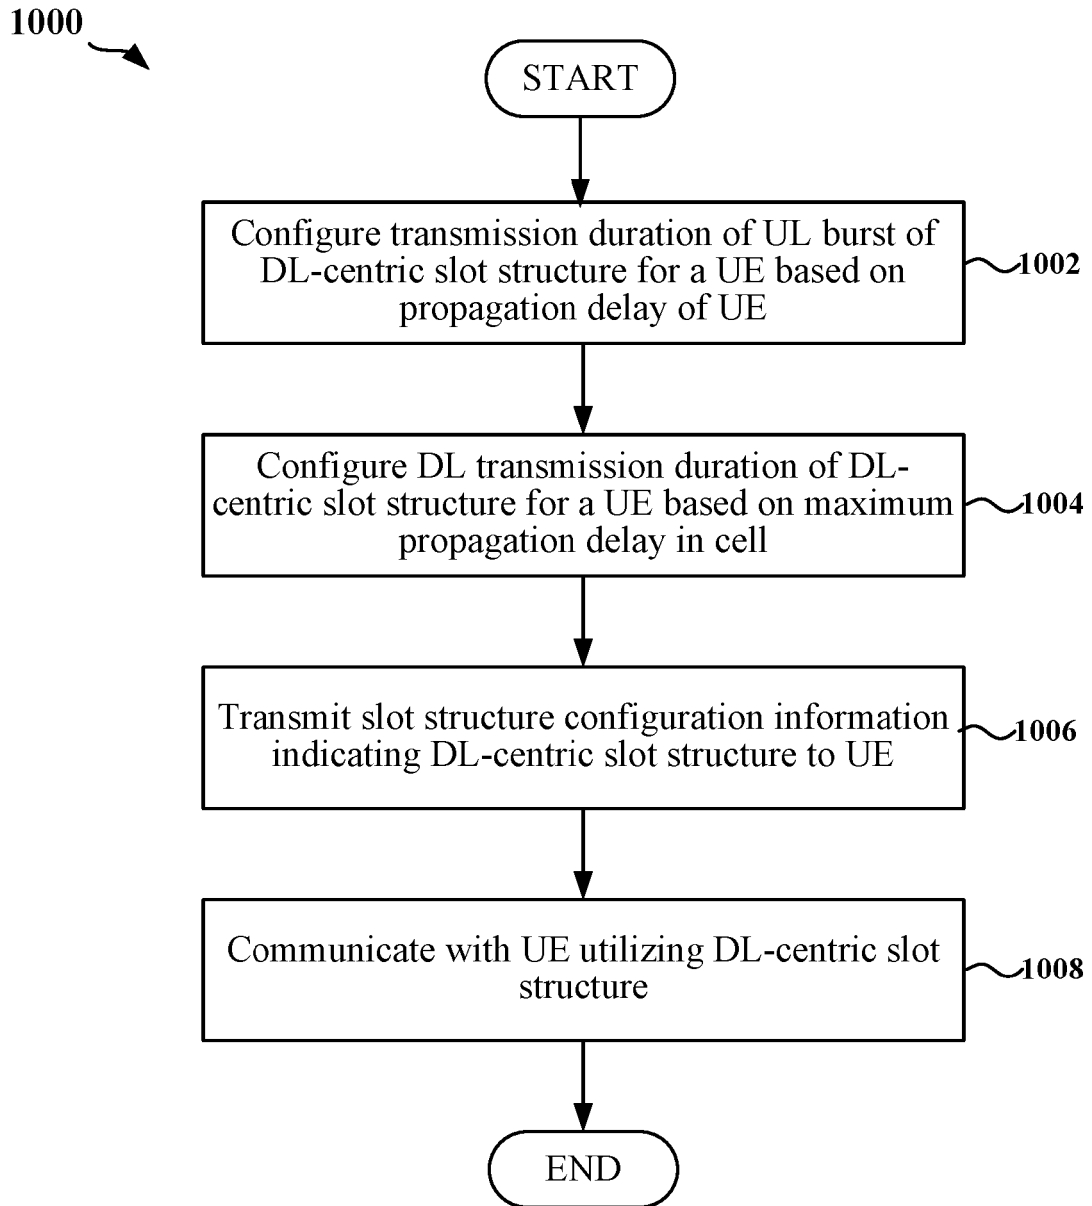 1000
START
Configure transmission duration of UL burst of
DL-centric slot structure for a UE based on
propagation delay of UE
1002
Configure DL transmission duration of DL-
centric slot structure for a UE based on maximum
propagation delay in cell
1004
Transmit slot structure configuration information
indicating DL-centric slot structure to UE
1006
Communicate with UE utilizing DL-centric slot
structure
1008
END